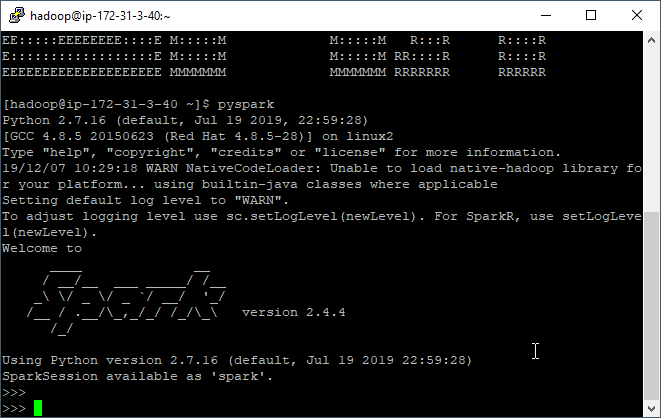 hadoop@ip-172-31-3-40:~
EE:::::EEEEEEEE::::E M:::::M             M:::::M   R:::R      R::::R
E::::::::::::::::::E M:::::M             M:::::M RR::::R      R::::R
EEEEEEEEEEEEEEEEEEEE MMMMMMM             MMMMMMM RRRRRRR      RRRRRR
[hadoop@ip-172-31-3-40 ~]$ pyspark
Python 2.7.16 (default, Jul 19 2019, 22:59:28)
[GCC 4.8.5 20150623 (Red Hat 4.8.5-28)] on linux2
Type "help", "copyright", "credits" or "license" for more information.
19/12/07 10:29:18 WARN NativeCodeLoader: Unable to load native-hadoop library fo
r your platform... using builtin-java classes where applicable
Setting default log level to "WARN".
To adjust logging level use sc.setLogLevel(newLevel). For SparkR, use setLogLeve
l(newLevel).
Welcome to
      ____              __
     / __/__  ___ _____/ /__
    _\ \/ _ \/ _ `/ __/  '_/
   /__ / .__/\_,_/_/ /_/\_\   version 2.4.4
      /_/
Using Python version 2.7.16 (default, Jul 19 2019 22:59:28)
SparkSession available as 'spark'.
>>>
>>>